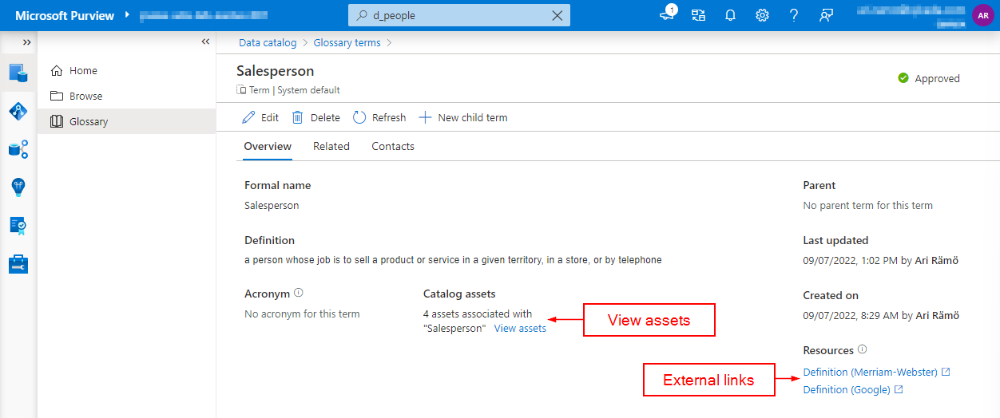 Microsoft Purview
d_people
1
AR
Data catalog > Glossary terms >
Home
Browse
Glossary
Salesperson
Term | System default
Approved
Edit Delete Refresh New child term
Overview Related Contacts
Formal name
Salesperson
Parent
No parent term for this term
Definition
a person whose job is to sell a product or service in a given territory, in a store, or by telephone
Last updated
09/07/2022, 1:02 PM by Ari Rämö
Acronym
No acronym for this term
Catalog assets
4 assets associated with
"Salesperson" View assets
View assets
Created on
09/07/2022, 8:29 AM by Ari Rämö
Resources
Definition (Merriam-Webster)
Definition (Google)
External links